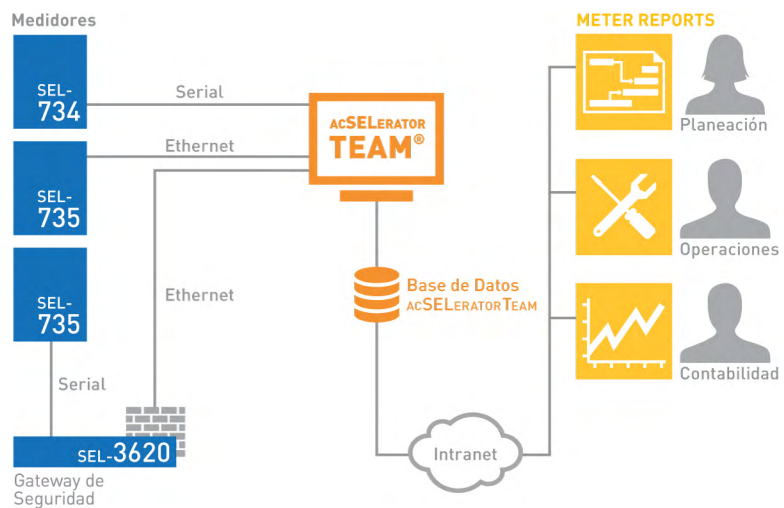 Medidores
SEL-
734
Serial
SEL-
735
Ethernet
SEL-
735
Ethernet
Serial
SEL-3620
Gateway de
Seguridad
ACSELERATOR
TEAM®
Base de Datos
ACSELERATOR TEAM
Intranet
METER REPORTS
Planeación
Operaciones
Contabilidad